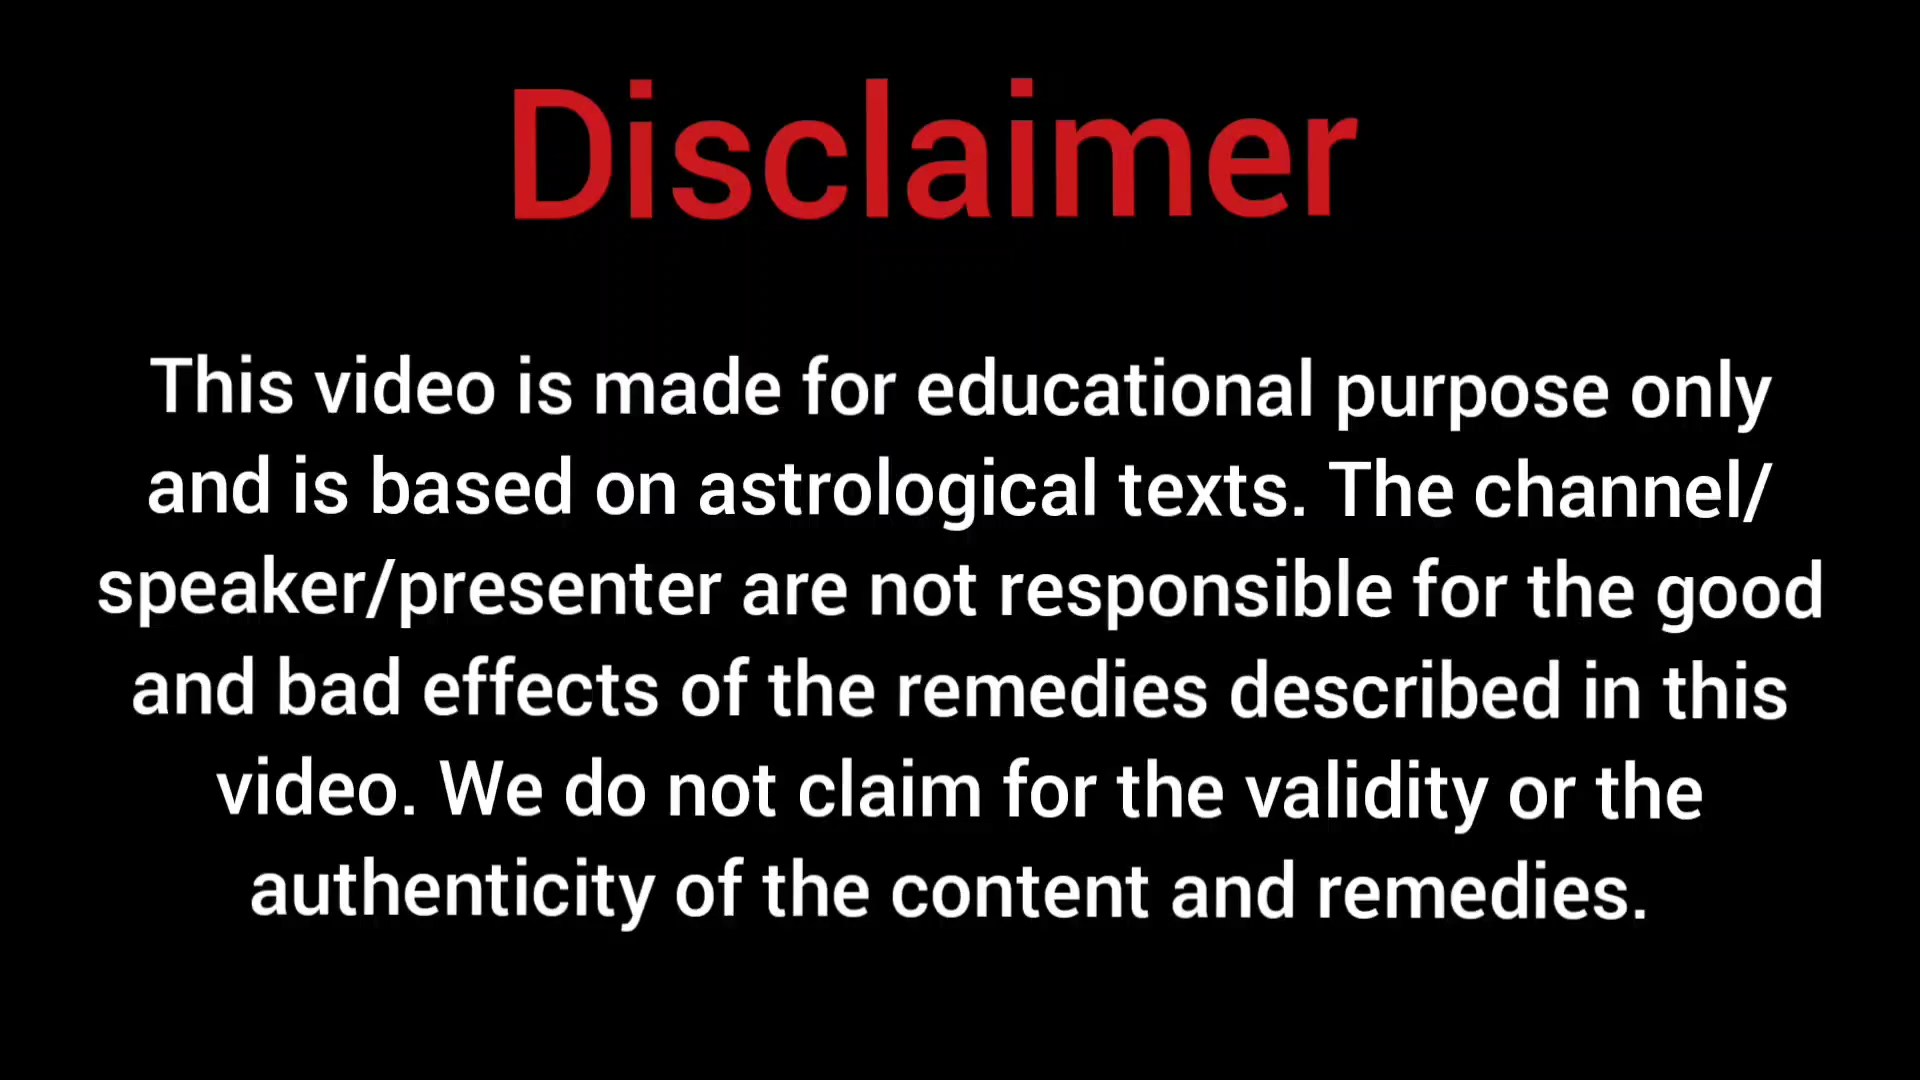 Disclaimer
This video is made for educational purpose only
and is based on astrological texts. The channel/
speaker/presenter are not responsible for the good
and bad effects of the remedies described in this
video. We do not claim for the validity or the
authenticity of the content and remedies.